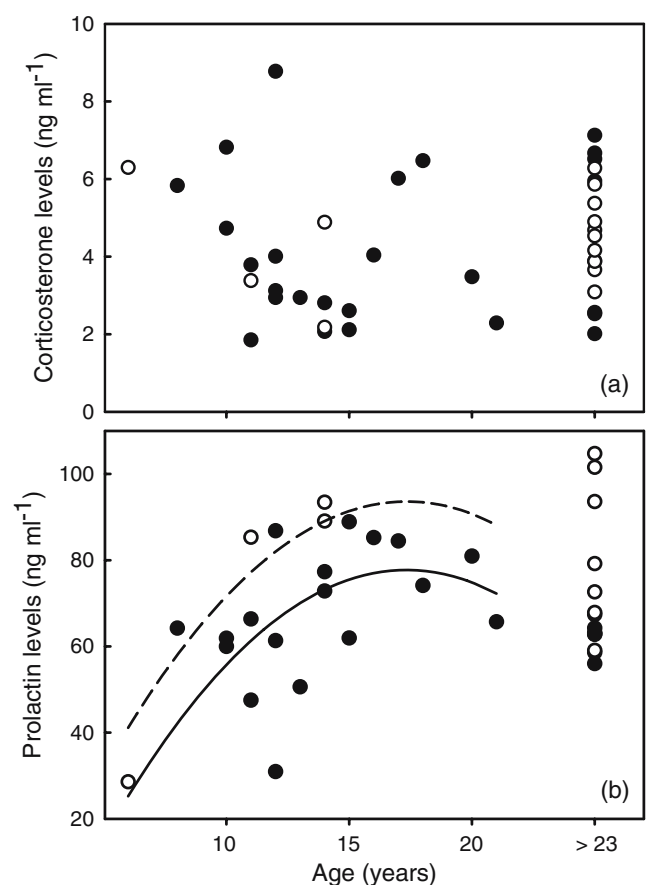 10
8
6
4
2
0
Corticosterone levels (ng ml⁻¹)
(a)
100
80
60
40
20
Prolactin levels (ng ml⁻¹)
(b)
10 15 20 > 23
Age (years)